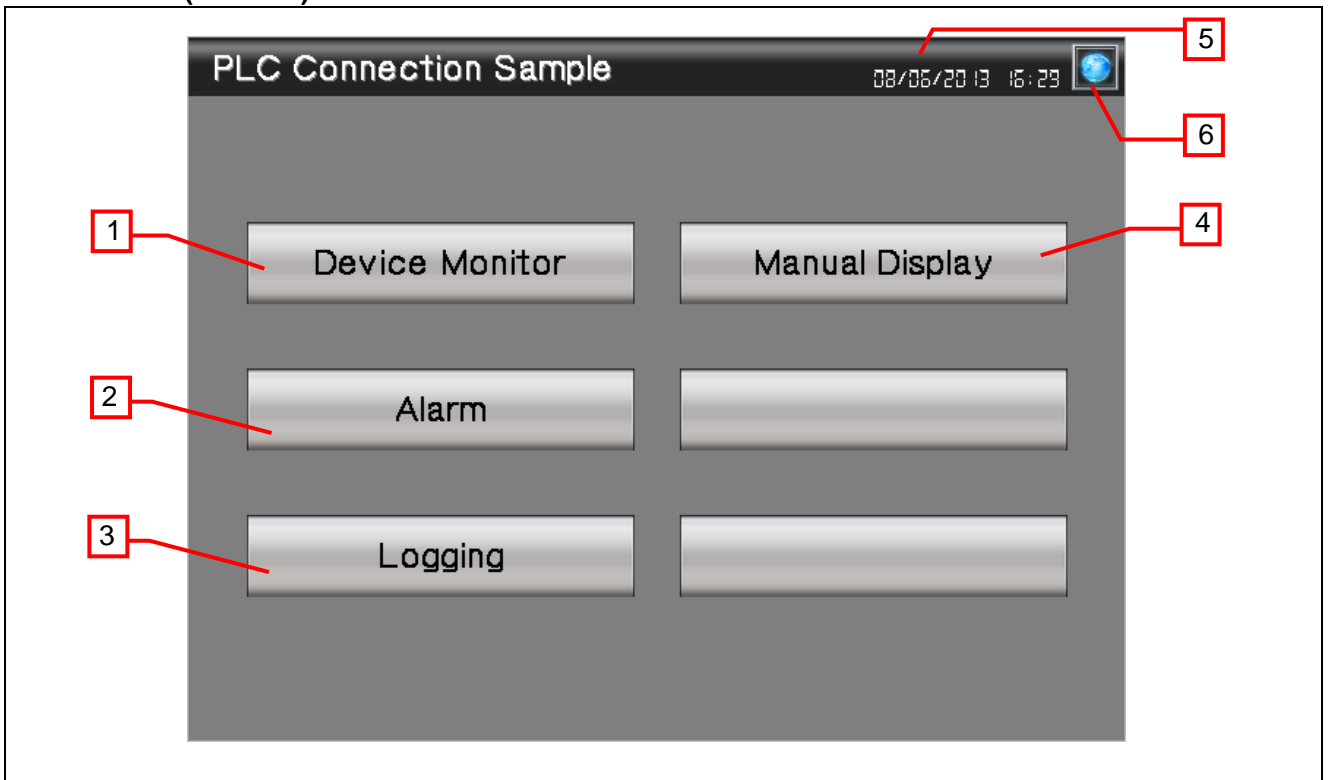 PLC Connection Sample
08/06/2013 16:29
5
6
1
Device Monitor
Manual Display
4
2
Alarm
3
Logging